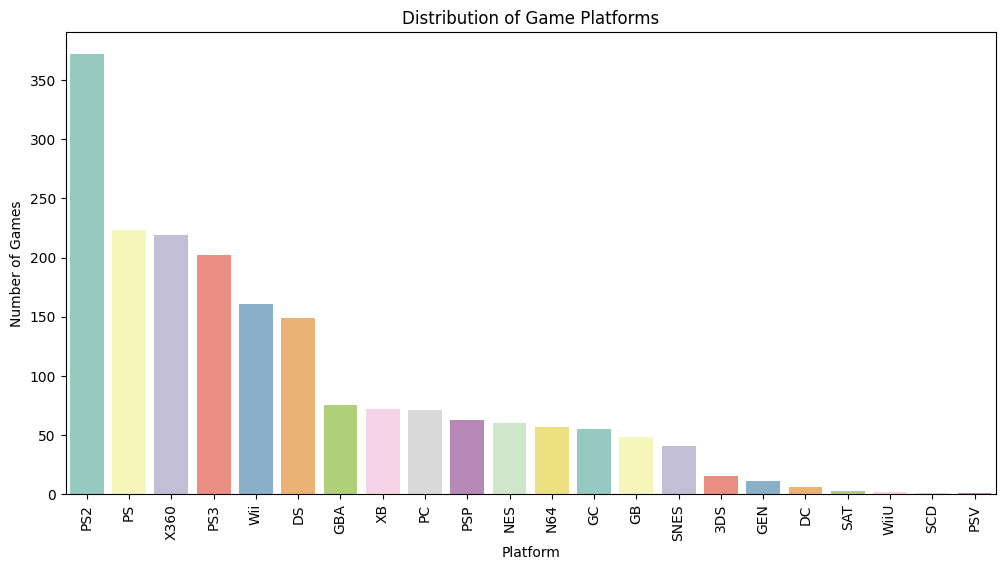 Distribution of Game Platforms
Number of Games
350
300
250
200
150
100
50
0
PS2 PS X360 PS3 Wii DS GBA XB PC PSP NES N64 GC GB SNES 3DS GEN DC SAT WiiU SCD PSV
Platform